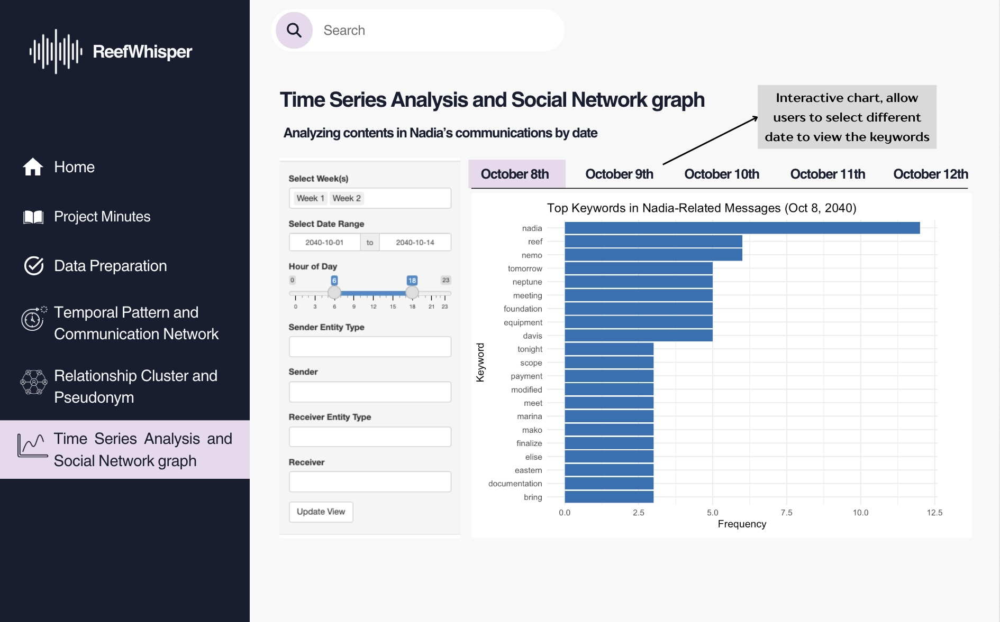 ReefWhisper
Home
Project Minutes
Data Preparation
Temporal Pattern and
Communication Network
Relationship Cluster and
Pseudonym
Time Series Analysis and
Social Network graph
Search
Time Series Analysis and Social Network graph
Analyzing contents in Nadia’s communications by date
Interactive chart, allow
users to select different
date to view the keywords
Select Week(s)
Week 1 Week 2
Select Date Range
2040-10-01 to 2040-10-14
Hour of Day
0 6 18 23
0 3 6 9 12 15 18 21 23
Sender Entity Type
Sender
Receiver Entity Type
Receiver
Update View
October 8th October 9th October 10th October 11th October 12th
Top Keywords in Nadia-Related Messages (Oct 8, 2040)
Keyword
nadia
reef
nemo
tomorrow
neptune
meeting
foundation
equipment
davis
tonight
scope
payment
modified
meet
marina
mako
finalize
elise
eastern
documentation
bring
0.0 2.5 5.0 7.5 10.0 12.5
Frequency